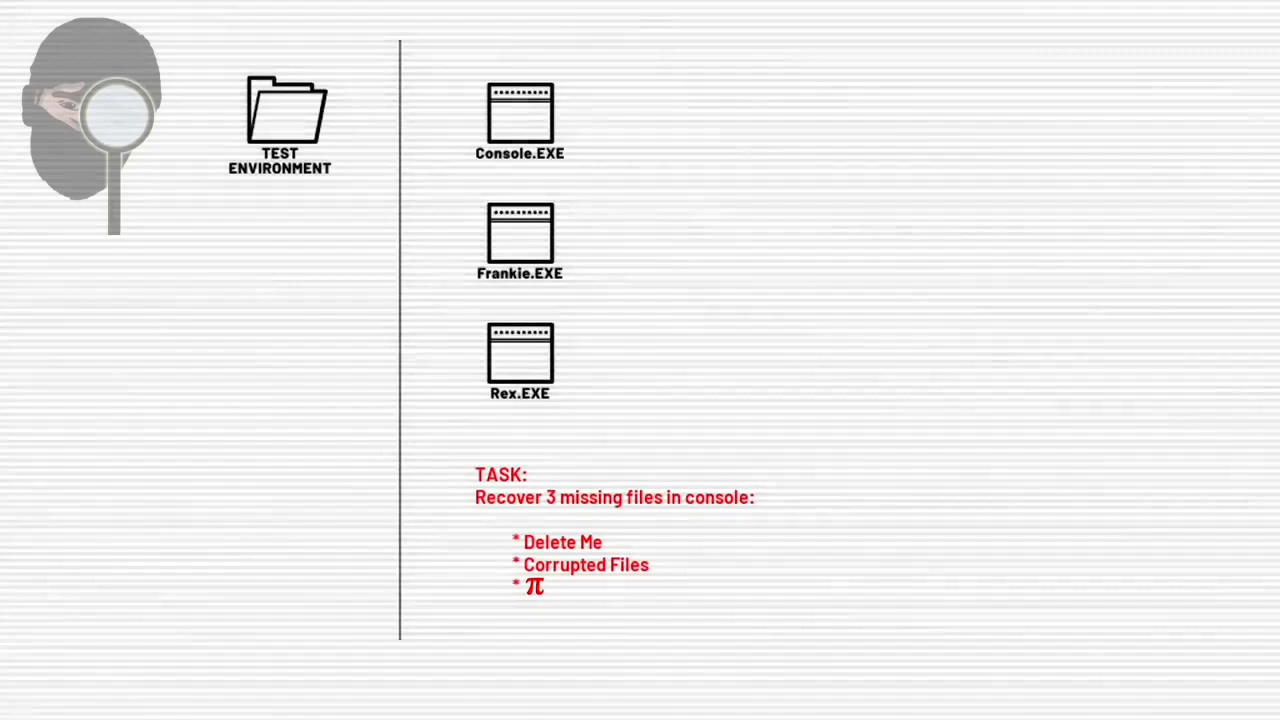 TEST
ENVIRONMENT
Console.EXE
Frankie.EXE
Rex.EXE
TASK:
Recover 3 missing files in console:
* Delete Me
* Corrupted Files
* π